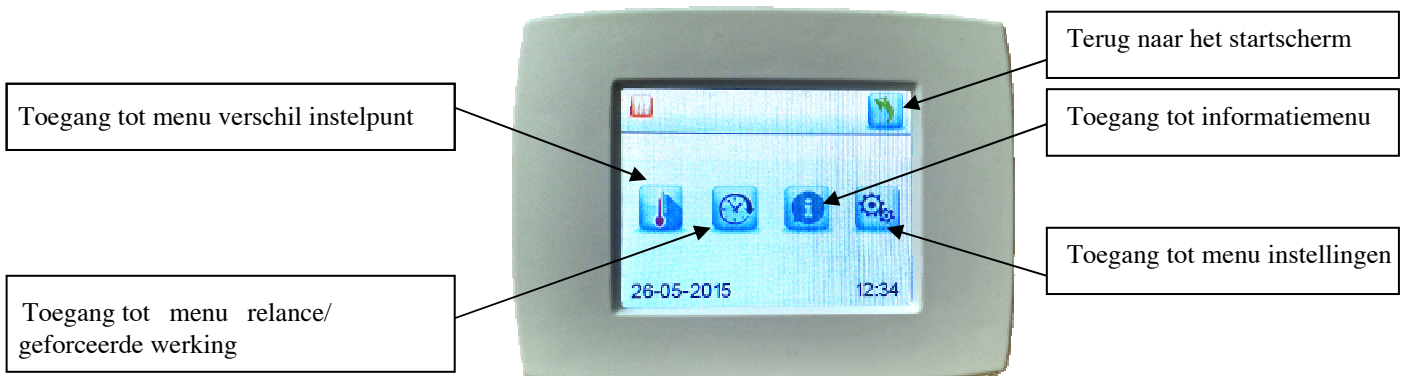 Terug naar het startscherm
Toegang tot menu verschil instelpunt
Toegang tot informatiemenu
Toegang tot menu instellingen
Toegang tot menu relance/
geforceerde werking
26-05-2015
12:34